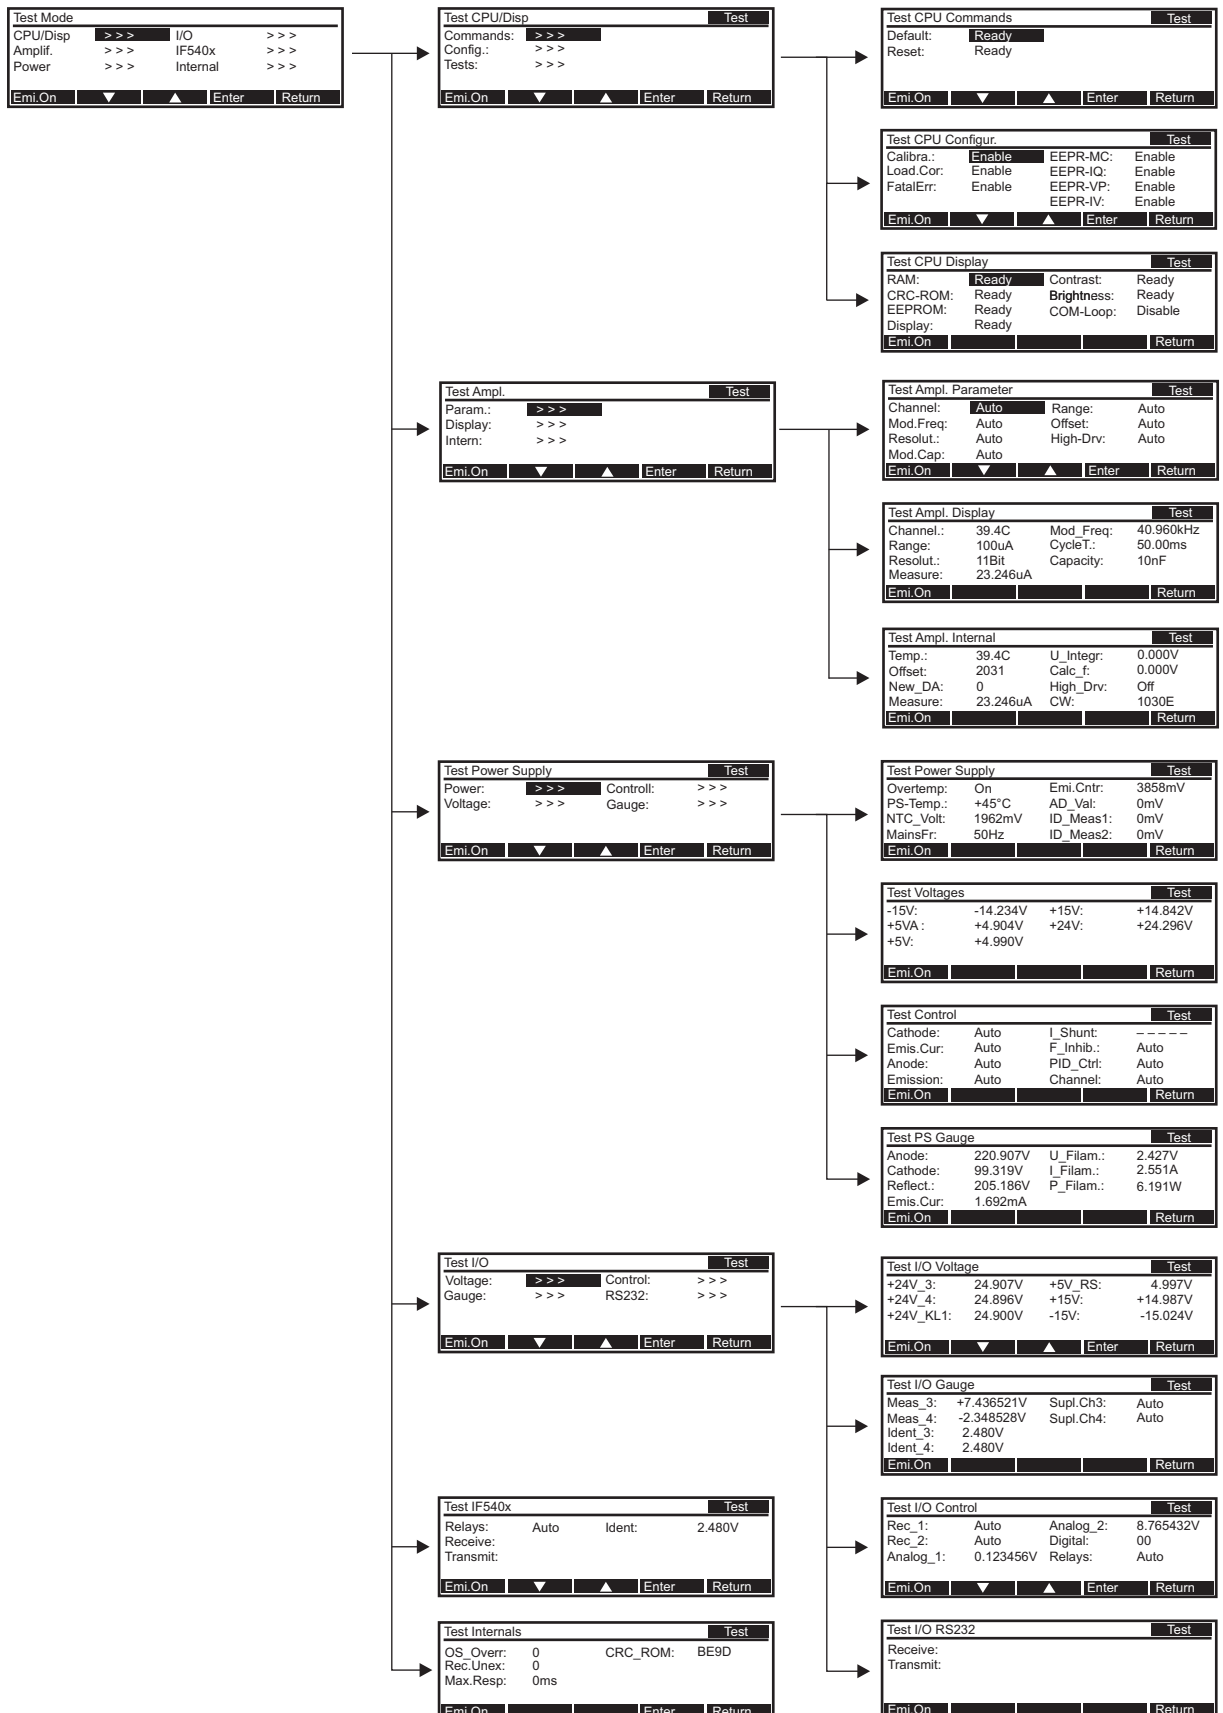 Test Mode
CPU/Disp > > > I/O > > >
Amplif. > > > IF540x > > >
Power > > > Internal > > >
Emi.On ▼ ▲ Enter Return
Test CPU/Disp Test
Commands: > > >
Config.: > > >
Tests: > > >
Emi.On ▼ ▲ Enter Return
Test CPU Commands Test
Default: Ready
Reset: Ready
Emi.On ▼ ▲ Enter Return
Test CPU Configur. Test
Calibra.: Enable EEPR-MC: Enable
Load.Cor: Enable EEPR-IQ: Enable
FatalErr: Enable EEPR-VP: Enable
EEPR-IV: Enable
Emi.On ▼ ▲ Enter Return
Test CPU Display Test
RAM: Ready Contrast: Ready
CRC-ROM: Ready Brightness: Ready
EEPROM: Ready COM-Loop: Disable
Display: Ready
Emi.On Return
Test Ampl. Test
Param.: > > >
Display: > > >
Intern: > > >
Emi.On ▼ ▲ Enter Return
Test Ampl. Parameter Test
Channel: Auto Range: Auto
Mod.Freq: Auto Offset: Auto
Resolut.: Auto High-Drv: Auto
Mod.Cap: Auto
Emi.On ▼ ▲ Enter Return
Test Ampl. Display Test
Channel.: 39.4C Mod_Freq: 40.960kHz
Range: 100uA CycleT.: 50.00ms
Resolut.: 11Bit Capacity: 10nF
Measure: 23.246uA
Emi.On Return
Test Ampl. Internal Test
Temp.: 39.4C U_Integr: 0.000V
Offset: 2031 Calc_f: 0.000V
New_DA: 0 High_Drv: Off
Measure: 23.246uA CW: 1030E
Emi.On Return
Test Power Supply Test
Power: > > > Controll: > > >
Voltage: > > > Gauge: > > >
Emi.On ▼ ▲ Enter Return
Test Power Supply Test
Overtemp: On Emi.Cntr: 3858mV
PS-Temp.: +45°C AD_Val: 0mV
NTC_Volt: 1962mV ID_Meas1: 0mV
MainsFr: 50Hz ID_Meas2: 0mV
Emi.On Return
Test Voltages Test
-15V: -14.234V +15V: +14.842V
+5VA : +4.904V +24V: +24.296V
+5V: +4.990V
Emi.On Return
Test Control Test
Cathode: Auto I_Shunt: – – – – –
Emis.Cur: Auto F_Inhib.: Auto
Anode: Auto PID_Ctrl: Auto
Emission: Auto Channel: Auto
Emi.On Return
Test PS Gauge Test
Anode: 220.907V U_Filam.: 2.427V
Cathode: 99.319V I_Filam.: 2.551A
Reflect.: 205.186V P_Filam.: 6.191W
Emis.Cur: 1.692mA
Emi.On Return
Test I/O Test
Voltage: > > > Control: > > >
Gauge: > > > RS232: > > >
Emi.On ▼ ▲ Enter Return
Test I/O Voltage Test
+24V_3: 24.907V +5V_RS: 4.997V
+24V_4: 24.896V +15V: +14.987V
+24V_KL1: 24.900V -15V: -15.024V
Emi.On ▼ ▲ Enter Return
Test I/O Gauge Test
Meas_3: +7.436521V Supl.Ch3: Auto
Meas_4: -2.348528V Supl.Ch4: Auto
Ident_3: 2.480V
Ident_4: 2.480V
Emi.On Return
Test IF540x Test
Relays: Auto Ident: 2.480V
Receive:
Transmit:
Emi.On ▼ ▲ Enter Return
Test I/O Control Test
Rec_1: Auto Analog_2: 8.765432V
Rec_2: Auto Digital: 00
Analog_1: 0.123456V Relays: Auto
Emi.On ▼ ▲ Enter Return
Test Internals Test
OS_Overr: 0 CRC_ROM: BE9D
Rec.Unex: 0
Max.Resp: 0ms
Emi.On Enter Return
Test I/O RS232 Test
Receive:
Transmit:
Emi.On Return